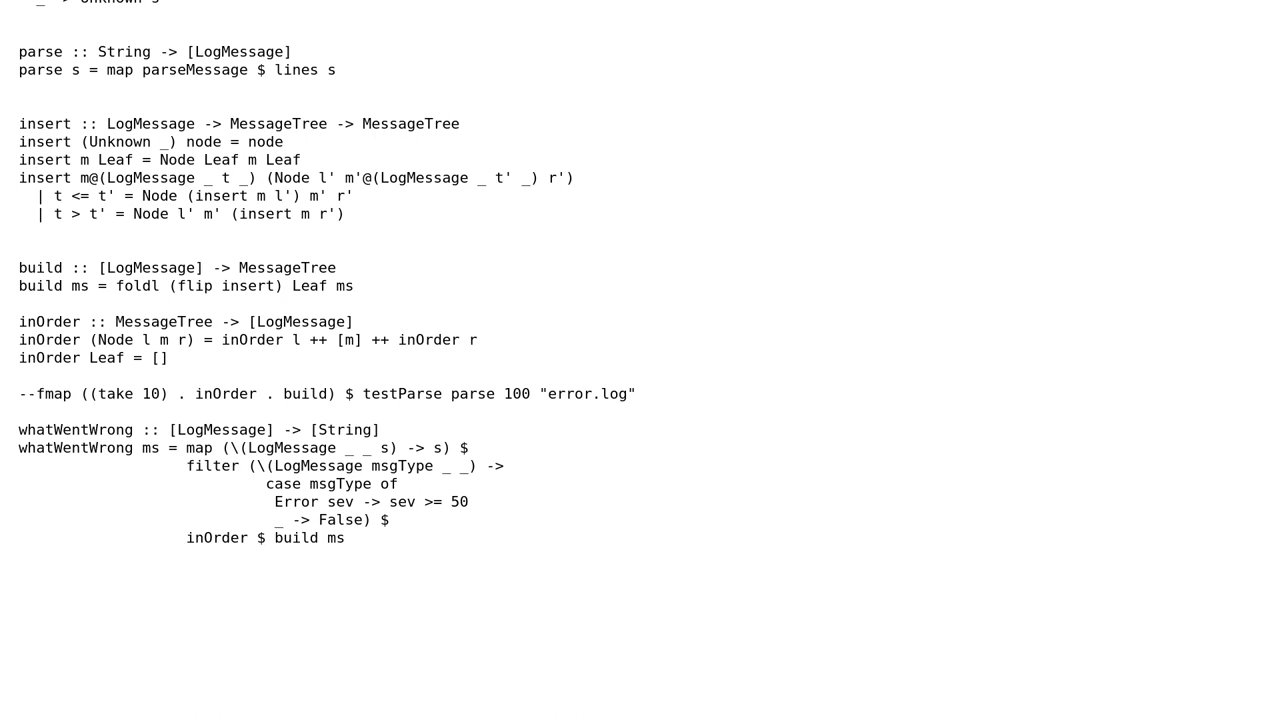 _ -> Unknown s
parse :: String -> [LogMessage]
parse s = map parseMessage $ lines s
insert :: LogMessage -> MessageTree -> MessageTree
insert (Unknown _) node = node
insert m Leaf = Node Leaf m Leaf
insert m@(LogMessage _ t _) (Node l' m'@(LogMessage _ t' _) r')
  | t <= t' = Node (insert m l') m' r'
  | t > t' = Node l' m' (insert m r')
build :: [LogMessage] -> MessageTree
build ms = foldl (flip insert) Leaf ms
inOrder :: MessageTree -> [LogMessage]
inOrder (Node l m r) = inOrder l ++ [m] ++ inOrder r
inOrder Leaf = []
--fmap ((take 10) . inOrder . build) $ testParse parse 100 "error.log"
whatWentWrong :: [LogMessage] -> [String]
whatWentWrong ms = map (\(LogMessage _ _ s) -> s) $
                   filter (\(LogMessage msgType _ _) ->
                            case msgType of
                             Error sev -> sev >= 50
                             _ -> False) $
                   inOrder $ build ms